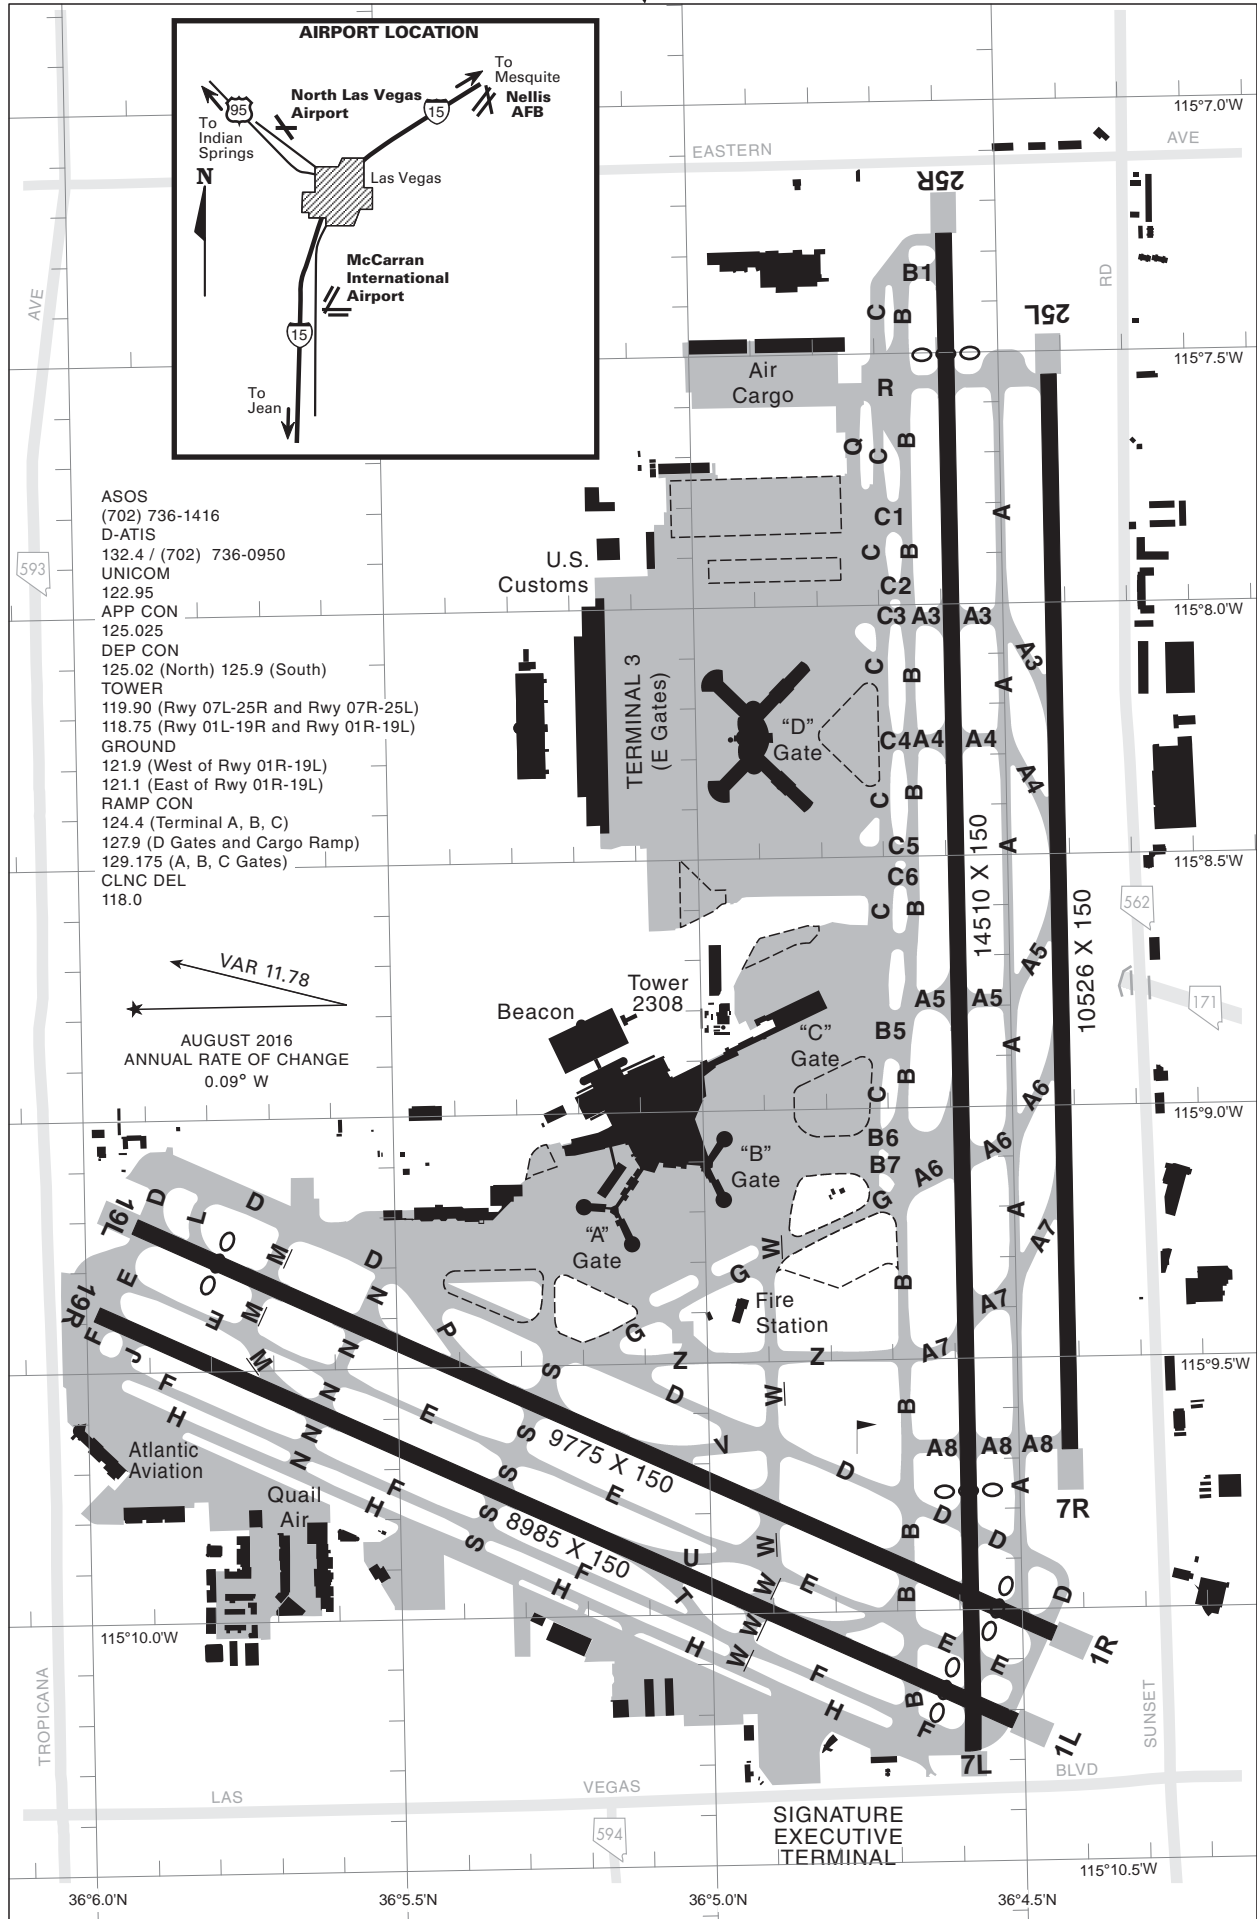 AIRPORT LOCATION
To
Mesquite
Nellis
AFB
15
North Las Vegas
Airport
95
To
Indian
Springs
N
Las Vegas
McCarran
International
Airport
15
To
Jean
115°7.0'W
EASTERN
AVE
25R
AVE
RD
B1
25L
C
B
115°7.5'W
Air
Cargo
R
B
Q
C
ASOS
(702) 736-1416
D-ATIS
132.4 / (702) 736-0950
UNICOM
122.95
APP CON
125.025
DEP CON
125.02 (North) 125.9 (South)
TOWER
119.90 (Rwy 07L-25R and Rwy 07R-25L)
118.75 (Rwy 01L-19R and Rwy 01R-19L)
GROUND
121.9 (West of Rwy 01R-19L)
121.1 (East of Rwy 01R-19L)
RAMP CON
124.4 (Terminal A, B, C)
127.9 (D Gates and Cargo Ramp)
129.175 (A, B, C Gates)
CLNC DEL
118.0
593
C1
A
U.S.
Customs
C B
C2
115°8.0'W
C3 A3 A3
A3
TERMINAL 3
(E Gates)
C B A
"D"
Gate
C4 A4 A4
A4
C B
14510 X 150
C5
A
115°8.5'W
C6
C B
10526 X 150
562
171
VAR 11.78
AUGUST 2016
ANNUAL RATE OF CHANGE
0.09° W
Beacon
Tower
2308
A5
A5 A5
"C"
Gate
B5
A
C B
A6
115°9.0'W
B6
A6
"B"
Gate
B7
A6
G
A
A7
19L
D
L
D
M
"A"
Gate
W
D
G
B
E
19R
E
M
N
P
Fire
Station
A7
F
J
M
N
G
Z
Z
A7
115°9.5'W
F
N
S
D
W
B
H
E
V
A8 A8 A8
Atlantic
Aviation
N
N
S
9775 X 150
D
A
Quail
Air
F
H
S
E
D
7R
S
8985 X 150
B
D
S
F
U
W
H
T
W
E
B
D
115°10.0'W
W
H
W
E
E
1R
F
B
H
F
1L
7L
TROPICANA
SUNSET
LAS
VEGAS
BLVD
594
SIGNATURE
EXECUTIVE
TERMINAL
115°10.5'W
36°6.0'N
36°5.5'N
36°5.0'N
36°4.5'N